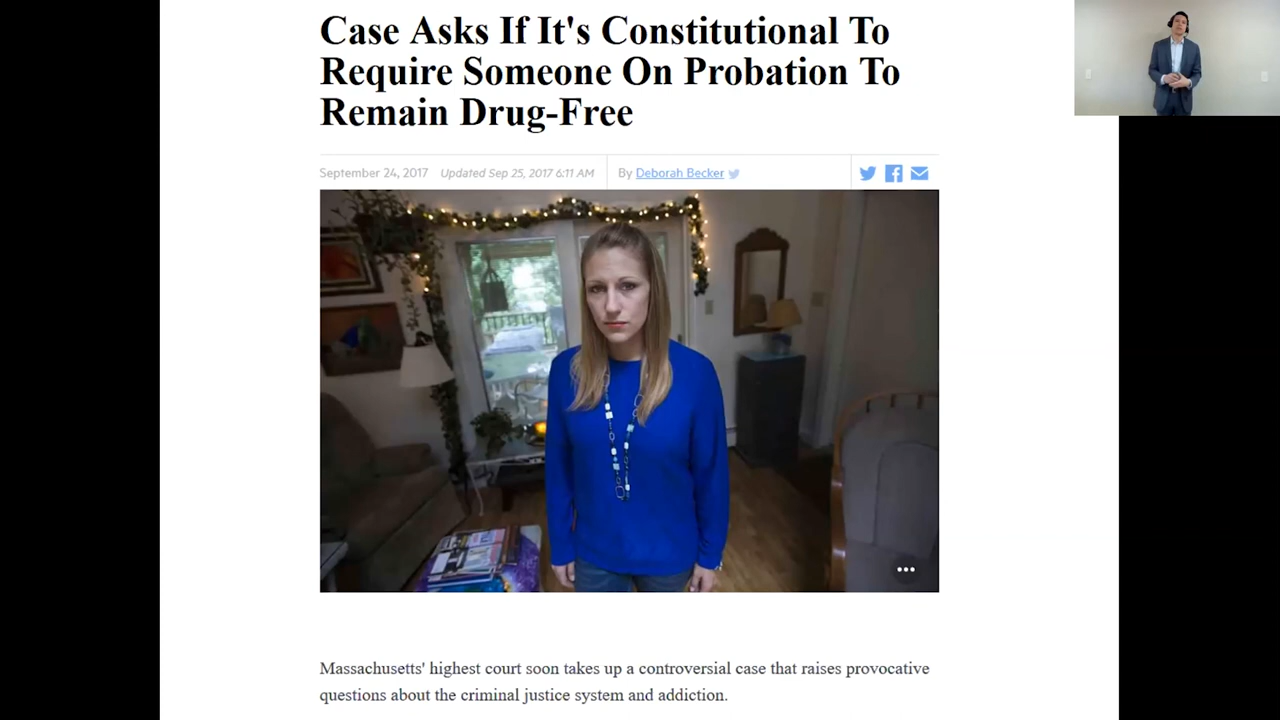 Case Asks If It's Constitutional To
Require Someone On Probation To
Remain Drug-Free
September 24, 2017 Updated Sep 25, 2017 6:11 AM By Deborah Becker
Massachusetts' highest court soon takes up a controversial case that raises provocative
questions about the criminal justice system and addiction.